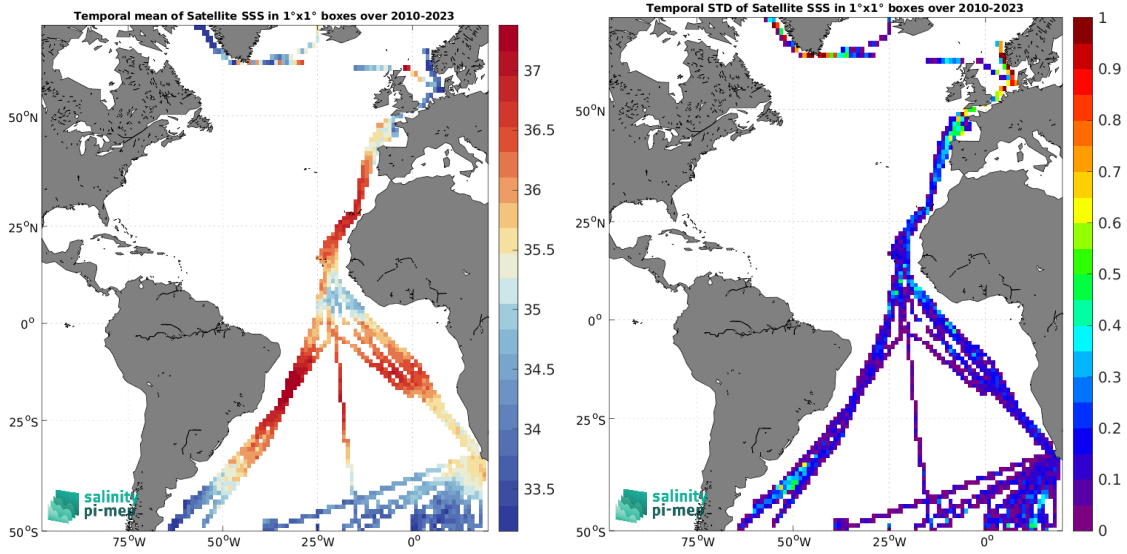 Temporal mean of Satellite SSS in 1°x1° boxes over 2010-2023
50°N
25°N
0°
25°S
50°S
75°W
50°W
25°W
0°
37
36.5
36
35.5
35
34.5
34
33.5
salinity
pi-mep
Temporal STD of Satellite SSS in 1°x1° boxes over 2010-2023
50°N
25°N
0°
25°S
50°S
75°W
50°W
25°W
0°
1
0.9
0.8
0.7
0.6
0.5
0.4
0.3
0.2
0.1
0
salinity
pi-mep